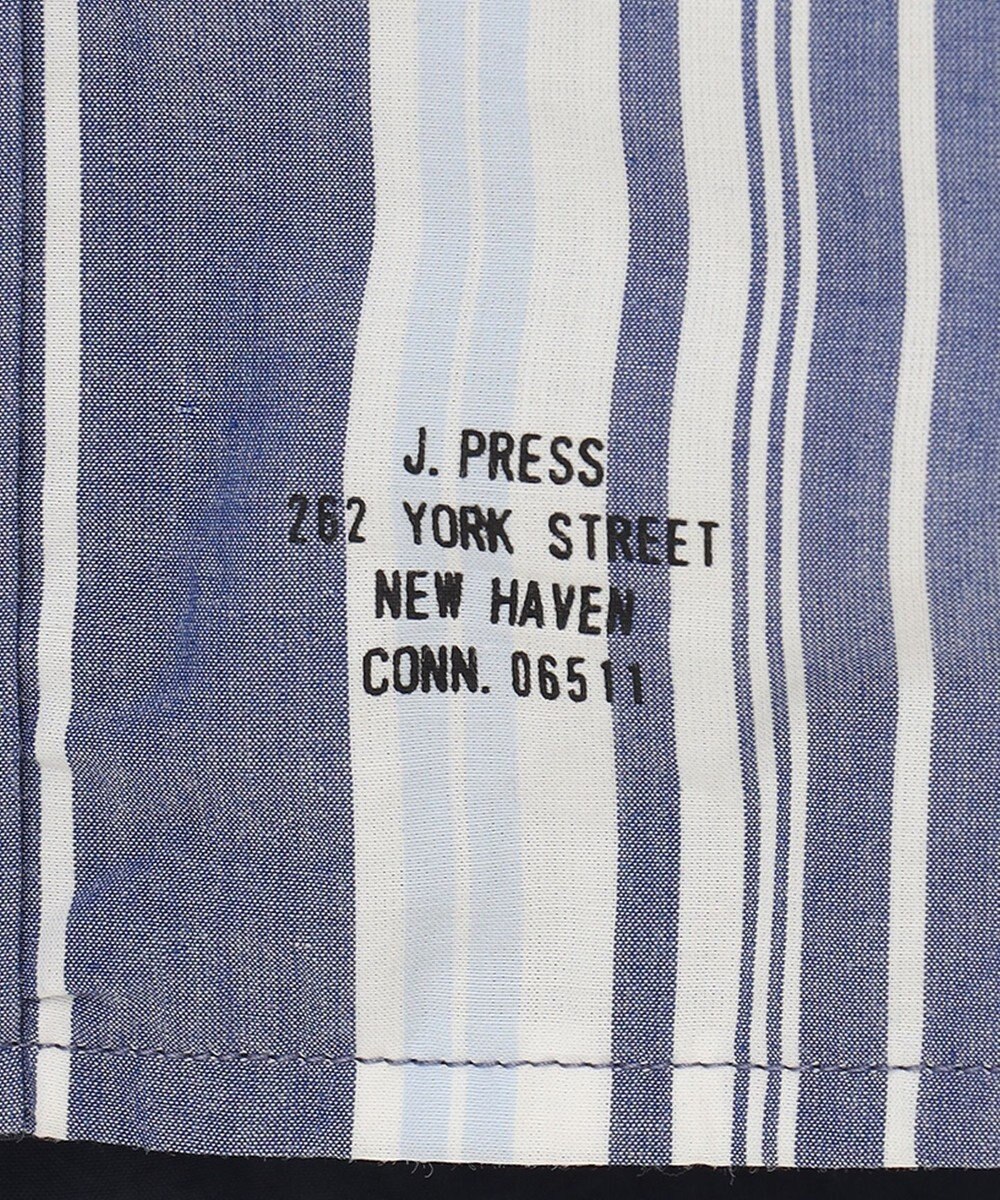 J. PRESS
262 YORK STREET
NEW HAVEN
CONN. 06511